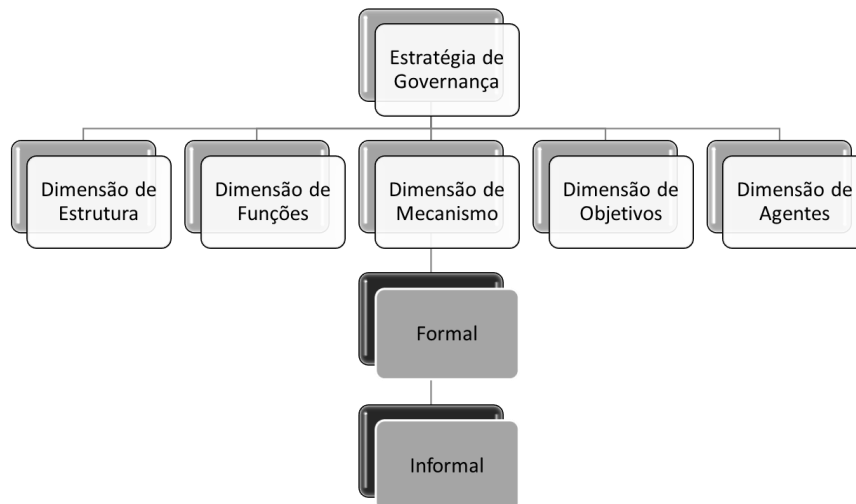 Estratégia de
Governança
Dimensão de
Estrutura
Dimensão de
Funções
Dimensão de
Mecanismo
Dimensão de
Objetivos
Dimensão de
Agentes
Formal
Informal